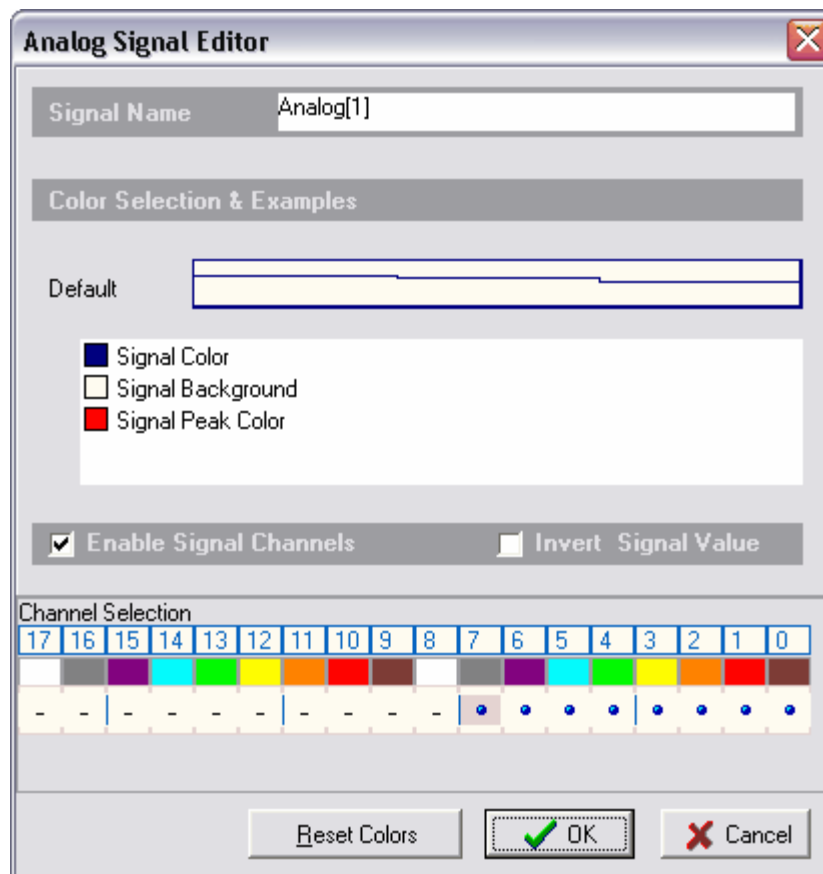 Analog Signal Editor
Signal Name Analog[1]
Color Selection & Examples
Default
Signal Color
Signal Background
Signal Peak Color
Enable Signal Channels Invert Signal Value
Channel Selection
17 16 15 14 13 12 11 10 9 8 7 6 5 4 3 2 1 0
- - - - - - - - - -
Reset Colors OK Cancel